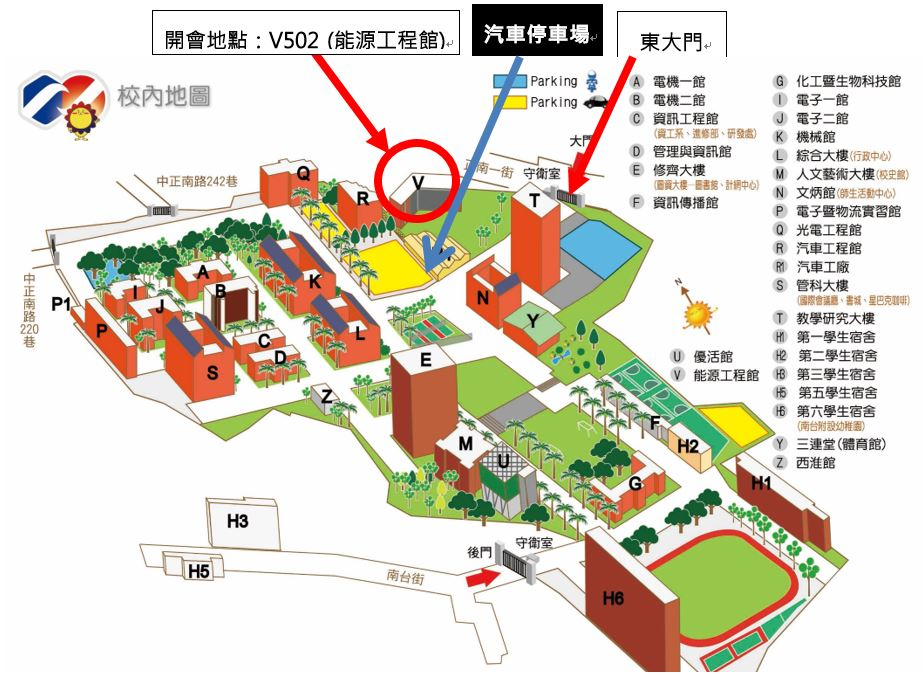 開會地點：V502 (能源工程館)
汽車停車場
東大門
校內地圖
Parking
Parking
A 電機一館
B 電機二館
C 資訊工程館
(資工系、進修部、研發處)
D 管理與資訊館
E 修齊大樓
(圖資大樓─圖書館、計網中心)
F 資訊傳播館
G 化工暨生物科技館
I 電子一館
J 電子二館
K 機械館
L 綜合大樓(行政中心)
M 人文藝術大樓(校史館)
N 文炳館(師生活動中心)
P 電子暨物流實習館
Q 光電工程館
R 汽車工程館
R1 汽車工廠
S 管科大樓
(國際會議廳、書城、星巴克咖啡)
T 教學研究大樓
H1 第一學生宿舍
H2 第二學生宿舍
H3 第三學生宿舍
H5 第五學生宿舍
H6 第六學生宿舍
(南台附設幼稚園)
Y 三連堂(體育館)
Z 西淮館
U 優活館
V 能源工程館
N
大門
正南一街
守衛室
中正南路242巷
中正南路220巷
Q
R
V
T
A
I
B
K
J
P1
P
N
Y
C
L
D
S
E
Z
F
H2
M
U
G
H1
H3
H5
後門
守衛室
南台街
H6